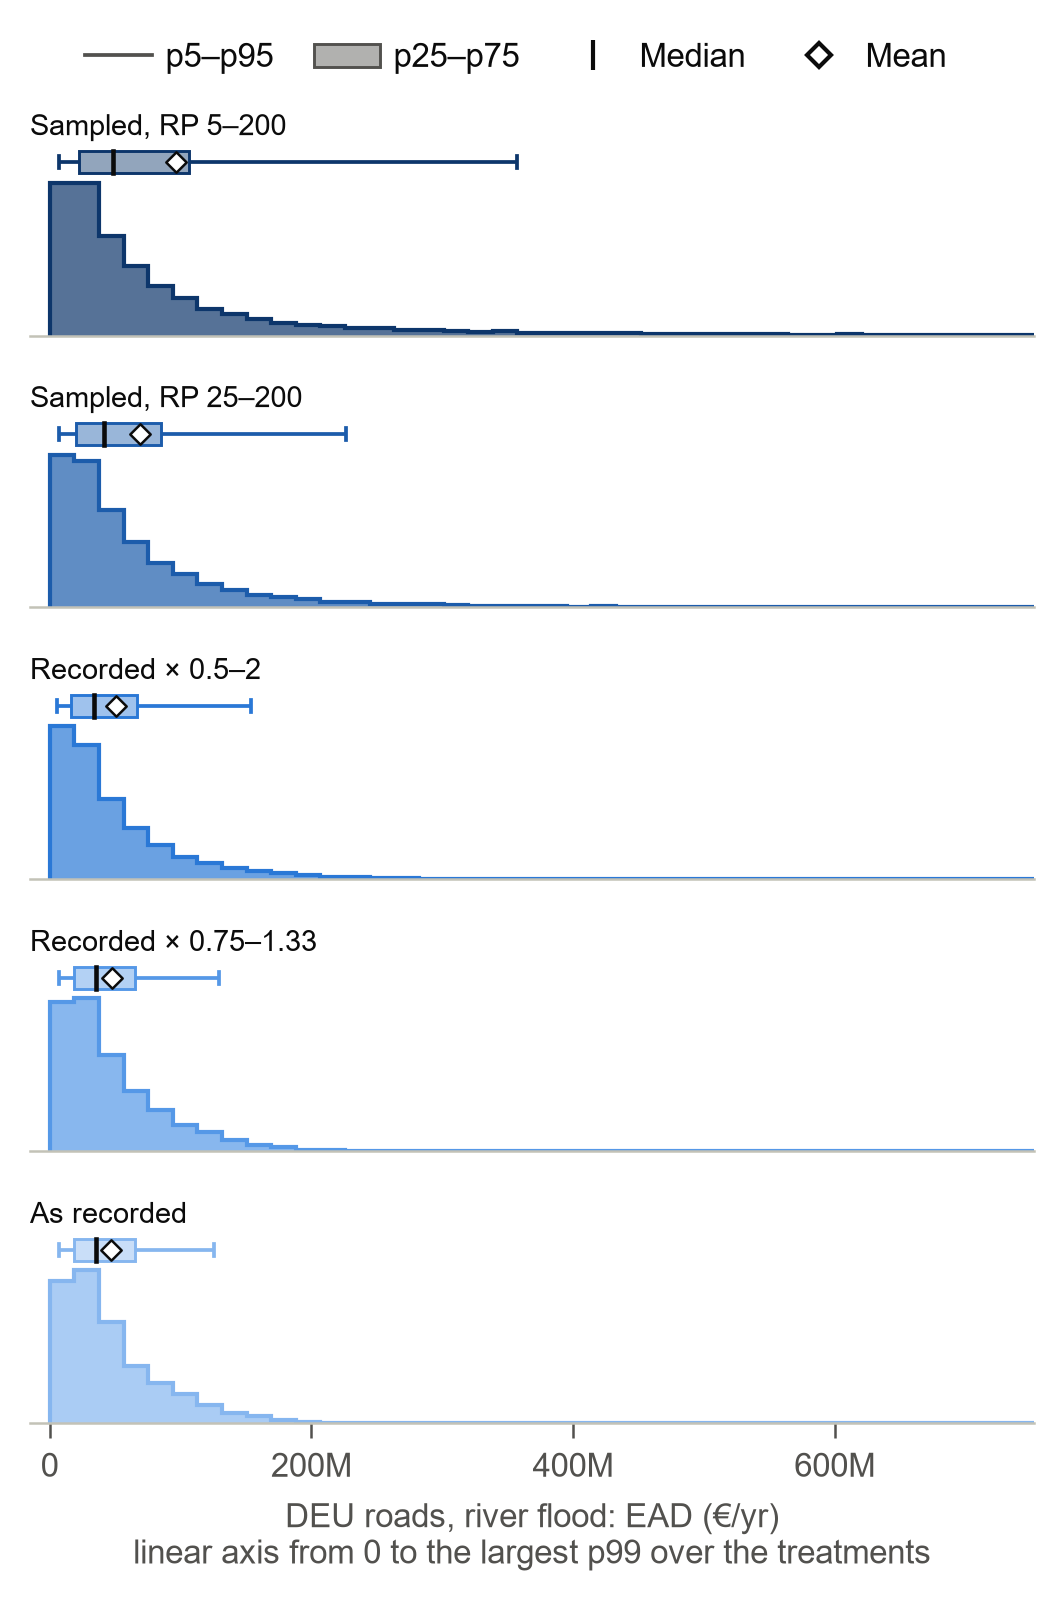 p5–p95 p25–p75 Median Mean
Sampled, RP 5–200
Sampled, RP 25–200
Recorded × 0.5–2
Recorded × 0.75–1.33
As recorded
0 200M 400M 600M
DEU roads, river flood: EAD (€/yr)
linear axis from 0 to the largest p99 over the treatments